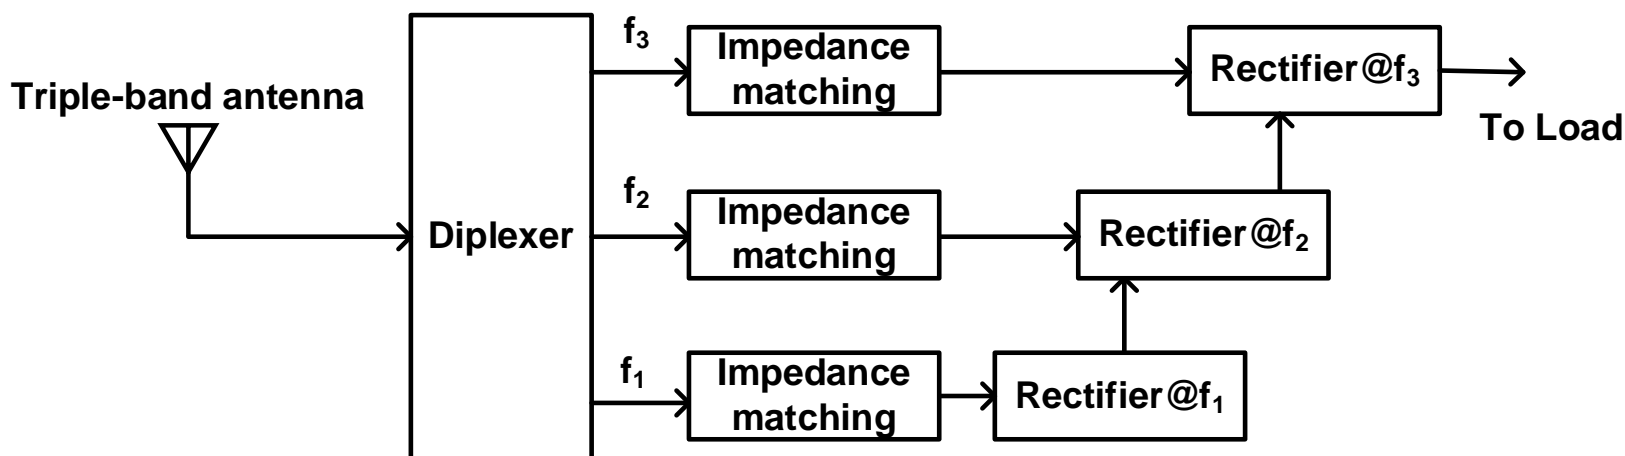 Triple-band antenna
Diplexer
f₃
Impedance
matching
Rectifier@f₃
To Load
f₂
Impedance
matching
Rectifier@f₂
f₁
Impedance
matching
Rectifier@f₁